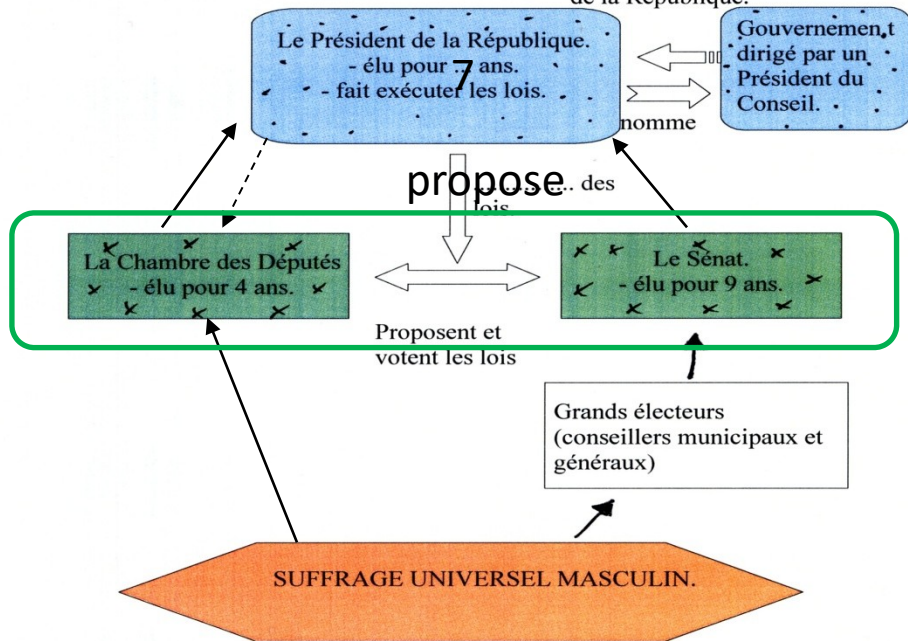 de la République.
Le Président de la République.
- élu pour ... ans.
7
- fait exécuter les lois.
Gouvernement
dirigé par un
Président du
Conseil.
nomme
propose
.............. des
lois.
La Chambre des Députés
- élu pour 4 ans.
Le Sénat.
- élu pour 9 ans.
Proposent et
votent les lois
Grands électeurs
(conseillers municipaux et
généraux)
SUFFRAGE UNIVERSEL MASCULIN.